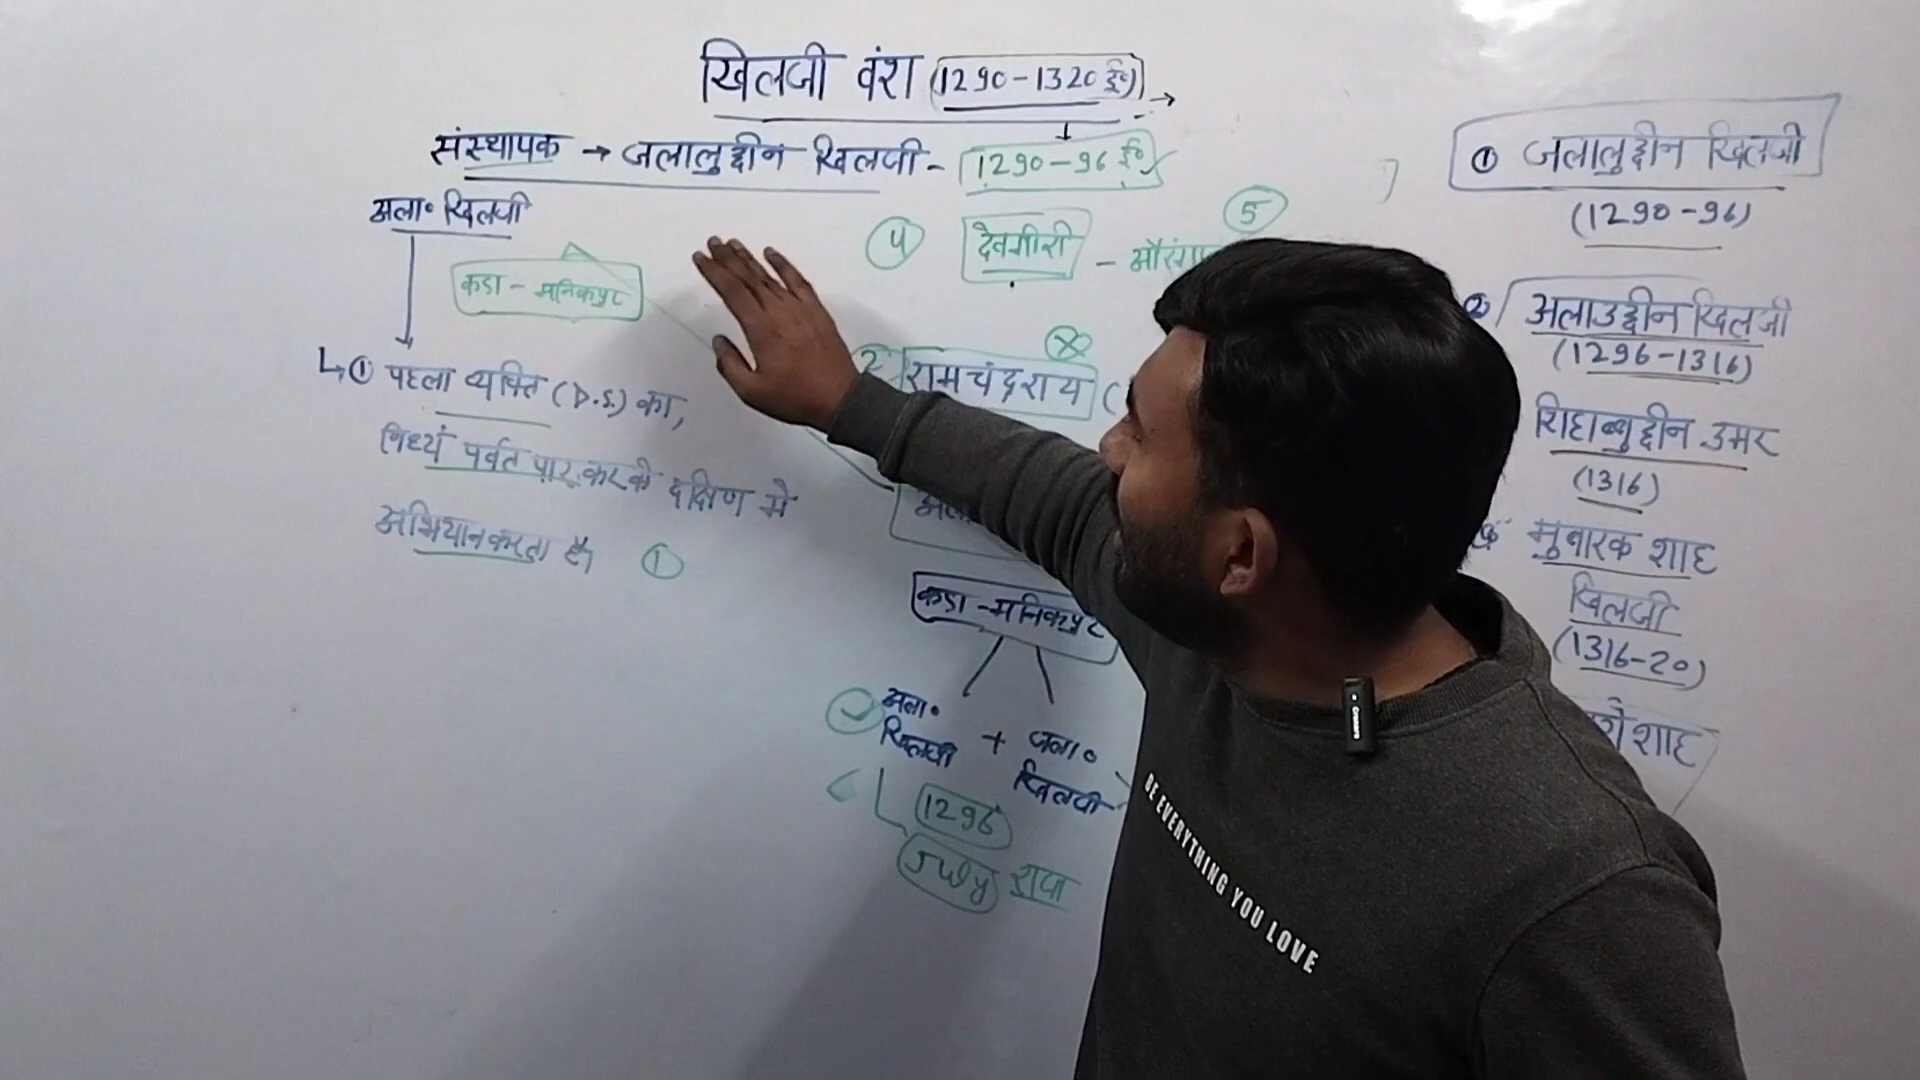 खिलजी वंश (1290-1320 ई०) →
संस्थापक → जलालुद्दीन खिलजी - 1290-96 ई०
अला० खिलजी
कडा - मनिकपुर
↳ ① पहला व्यक्ति (D.S.) का,
विध्यं पर्वत पार करके दक्षिण मे
अभियान करता है ①
④ देवगीरी -
⑤
2 रामचंद्रराय (
कडा - मनिकपुर
अला० खिलजी + जला० खिलजी
1296
July राजा
① जलालुद्दीन खिलजी
(1290-96)
② अलाउद्दीन खिलजी
(1296-1316)
शिहाबुद्दीन उमर
(1316)
मुबारक शाह
खिलजी
(1316-20)
शाह
Grenaro
BE EVERYTHING YOU LOVE